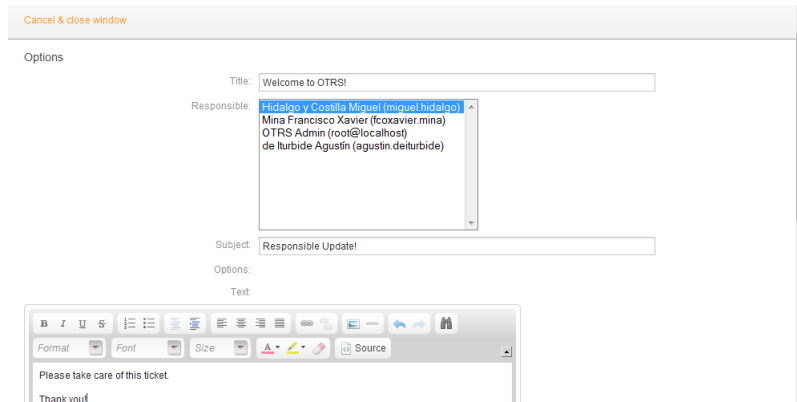 Cancel & close window
Options
Title: Welcome to OTRS!
Responsible: Hidalgo y Costilla Miguel (miguel.hidalgo)
Mina Francisco Xavier (fcoxavier.mina)
OTRS Admin (root@localhost)
de Iturbide Agustín (agustin.deiturbide)
Subject: Responsible Update!
Options:
Text:
B I U S
Format Font Size A Source
Please take care of this ticket.
Thank you!